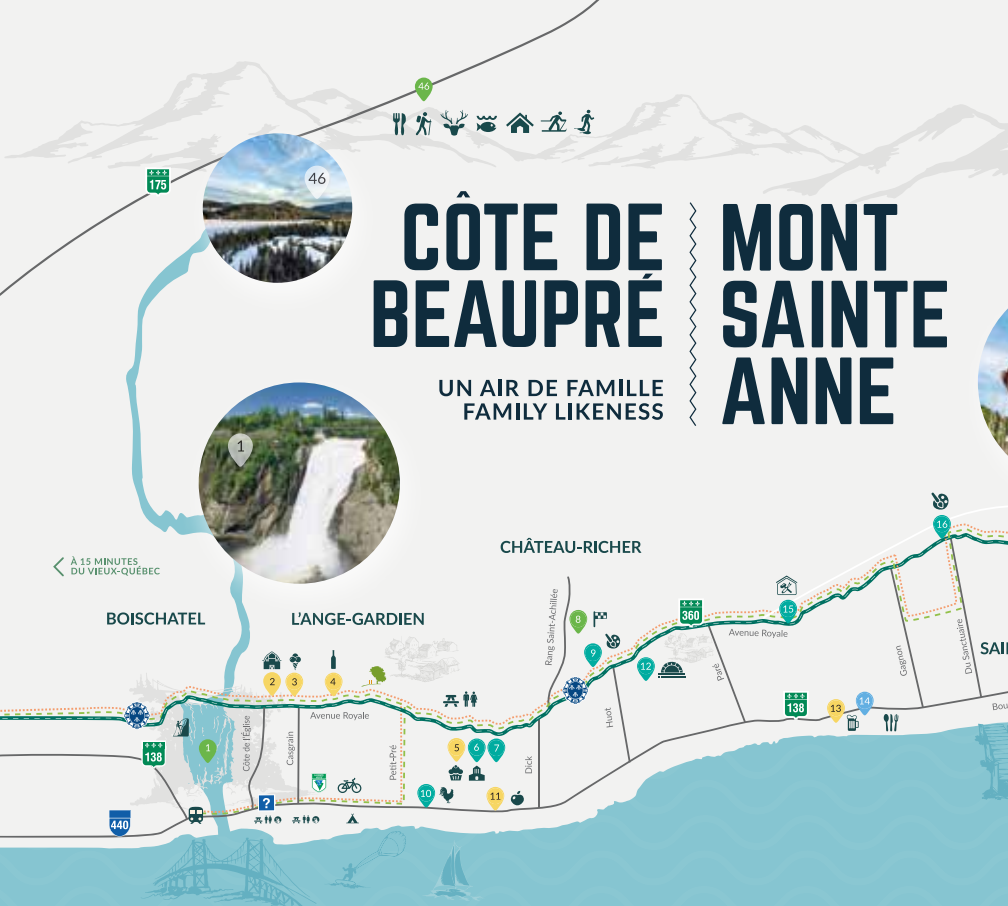 46
175
46
CÔTE DE
BEAUPRÉ
MONT
SAINTE
ANNE
UN AIR DE FAMILLE
FAMILY LIKENESS
1
16
CHÂTEAU-RICHER
À 15 MINUTES
DU VIEUX-QUÉBEC
BOISCHATEL
L'ANGE-GARDIEN
Rang Saint-Achillée
8
360
15
Avenue Royale
9
12
Paré
Gagnon
Du Sanctuaire
SAI
2
3
4
Avenue Royale
138
13
14
Bou
Huot
1
138
Côte de l'Église
Casgrain
Petit-Pré
5
6
7
Dick
10
11
?
440